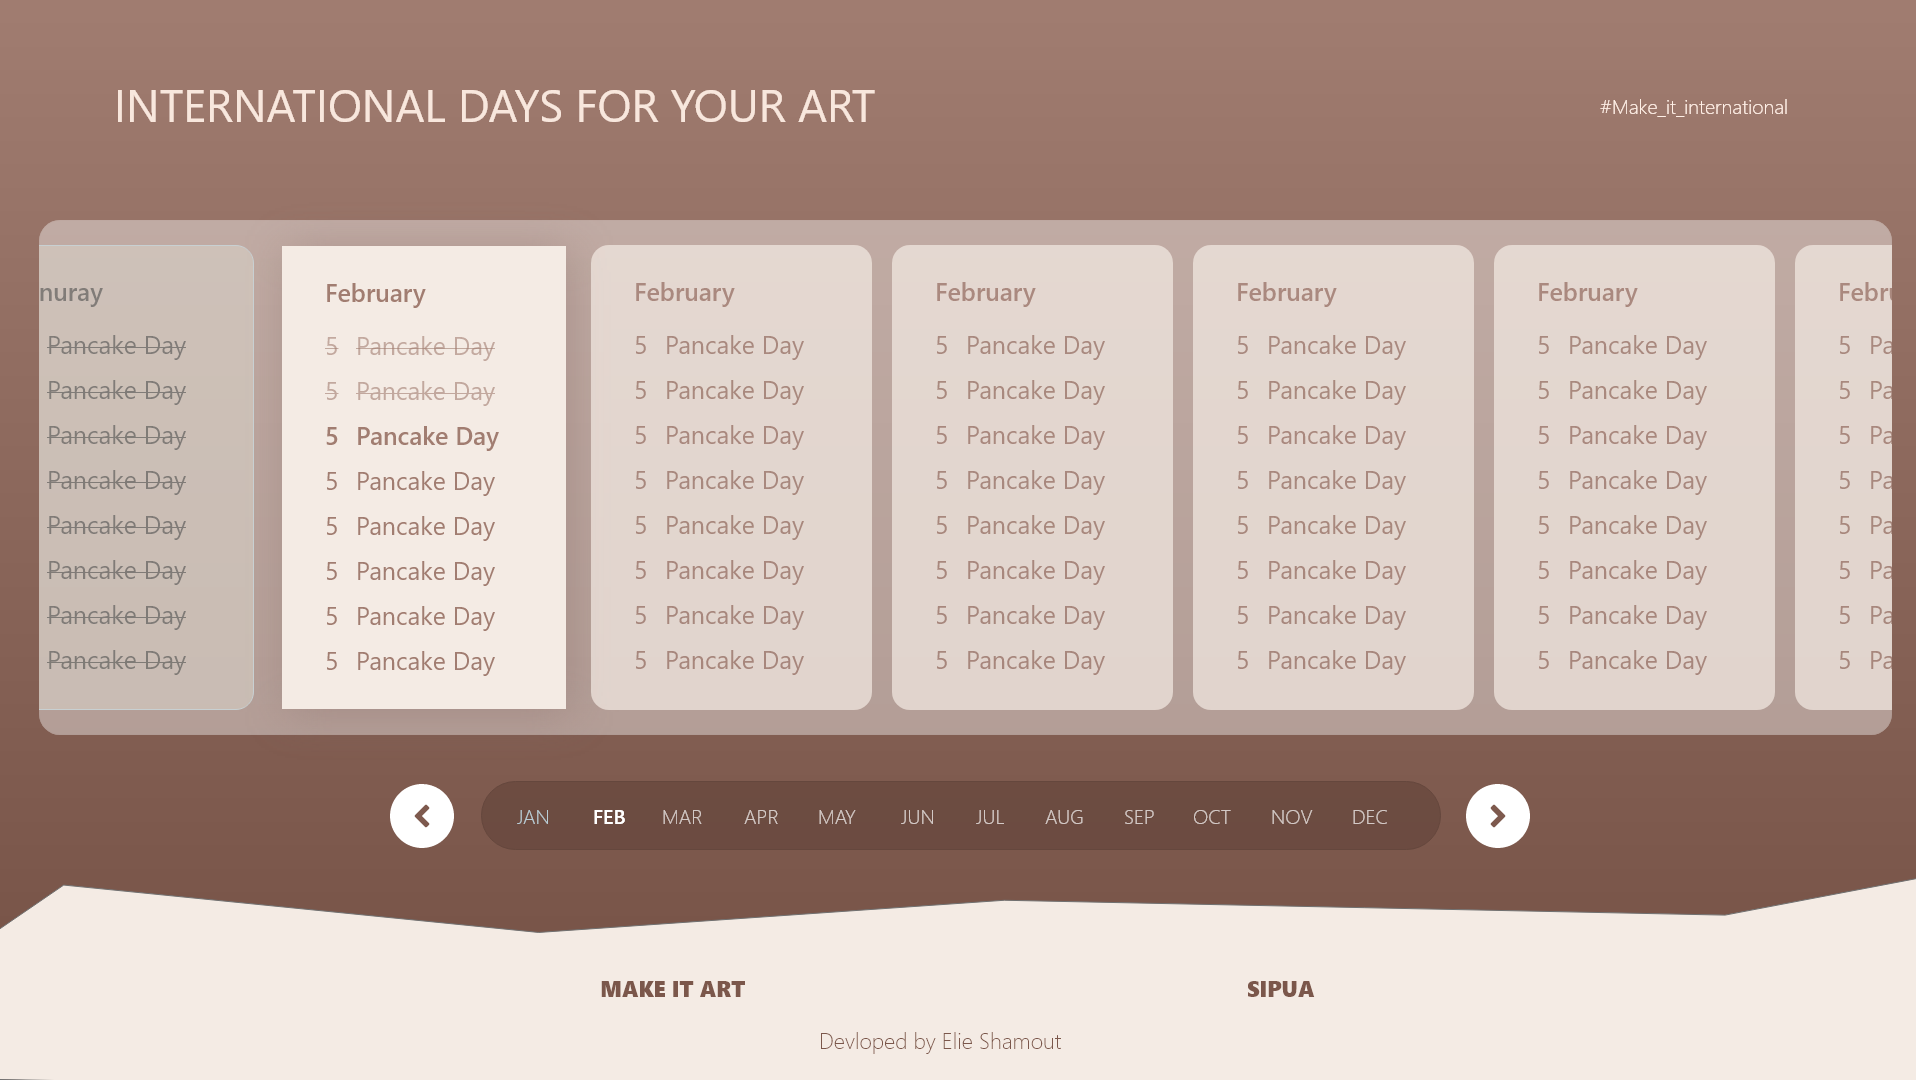 INTERNATIONAL DAYS FOR YOUR ART
#Make_it_international
nuray
Pancake Day
Pancake Day
Pancake Day
Pancake Day
Pancake Day
Pancake Day
Pancake Day
Pancake Day
February
5 Pancake Day
5 Pancake Day
5 Pancake Day
5 Pancake Day
5 Pancake Day
5 Pancake Day
5 Pancake Day
5 Pancake Day
February
5 Pancake Day
5 Pancake Day
5 Pancake Day
5 Pancake Day
5 Pancake Day
5 Pancake Day
5 Pancake Day
5 Pancake Day
February
5 Pancake Day
5 Pancake Day
5 Pancake Day
5 Pancake Day
5 Pancake Day
5 Pancake Day
5 Pancake Day
5 Pancake Day
February
5 Pancake Day
5 Pancake Day
5 Pancake Day
5 Pancake Day
5 Pancake Day
5 Pancake Day
5 Pancake Day
5 Pancake Day
February
5 Pancake Day
5 Pancake Day
5 Pancake Day
5 Pancake Day
5 Pancake Day
5 Pancake Day
5 Pancake Day
5 Pancake Day
Febru
5 Pa
5 Pa
5 Pa
5 Pa
5 Pa
5 Pa
5 Pa
5 Pa
JAN FEB MAR APR MAY JUN JUL AUG SEP OCT NOV DEC
MAKE IT ART
SIPUA
Devloped by Elie Shamout